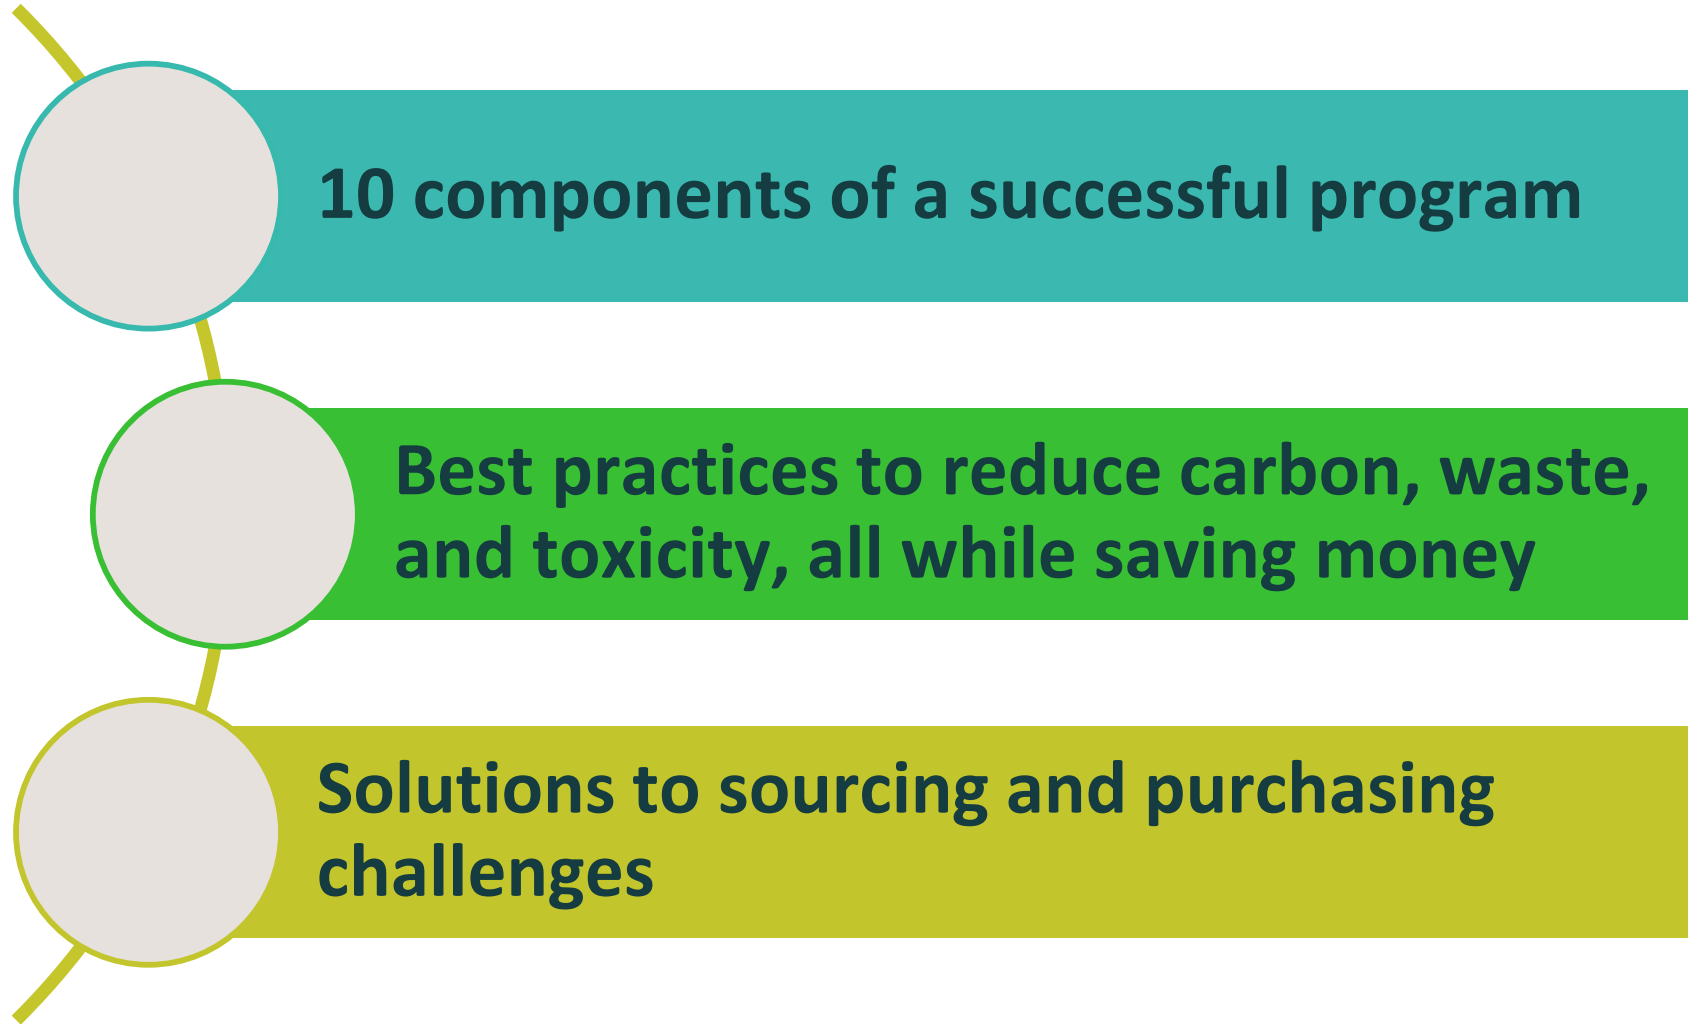 10 components of a successful program
Best practices to reduce carbon, waste,
and toxicity, all while saving money
Solutions to sourcing and purchasing
challenges